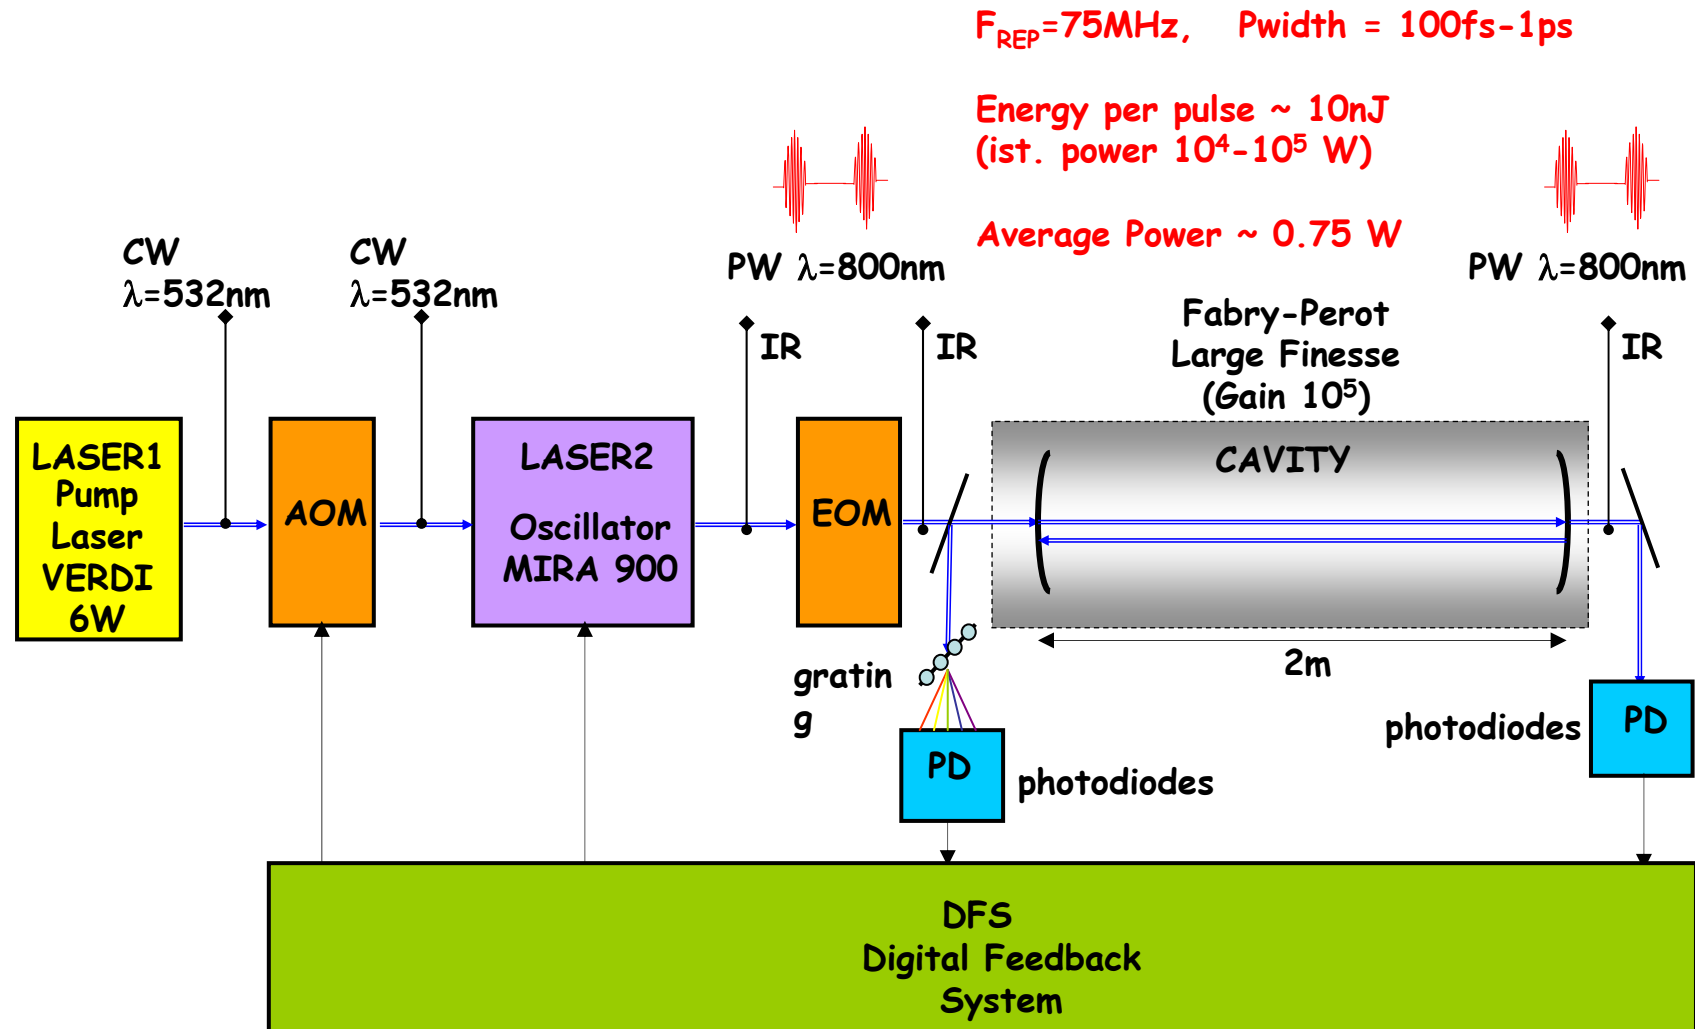 F_REP=75MHz, Pwidth = 100fs-1ps
Energy per pulse ~ 10nJ
(ist. power 10⁴-10⁵ W)
Average Power ~ 0.75 W
CW
λ=532nm
CW
λ=532nm
PW λ=800nm
IR
IR
PW λ=800nm
IR
Fabry-Perot
Large Finesse
(Gain 10⁵)
LASER1
Pump
Laser
VERDI
6W
AOM
LASER2
Oscillator
MIRA 900
EOM
CAVITY
2m
gratin
g
PD
photodiodes
photodiodes
PD
DFS
Digital Feedback
System